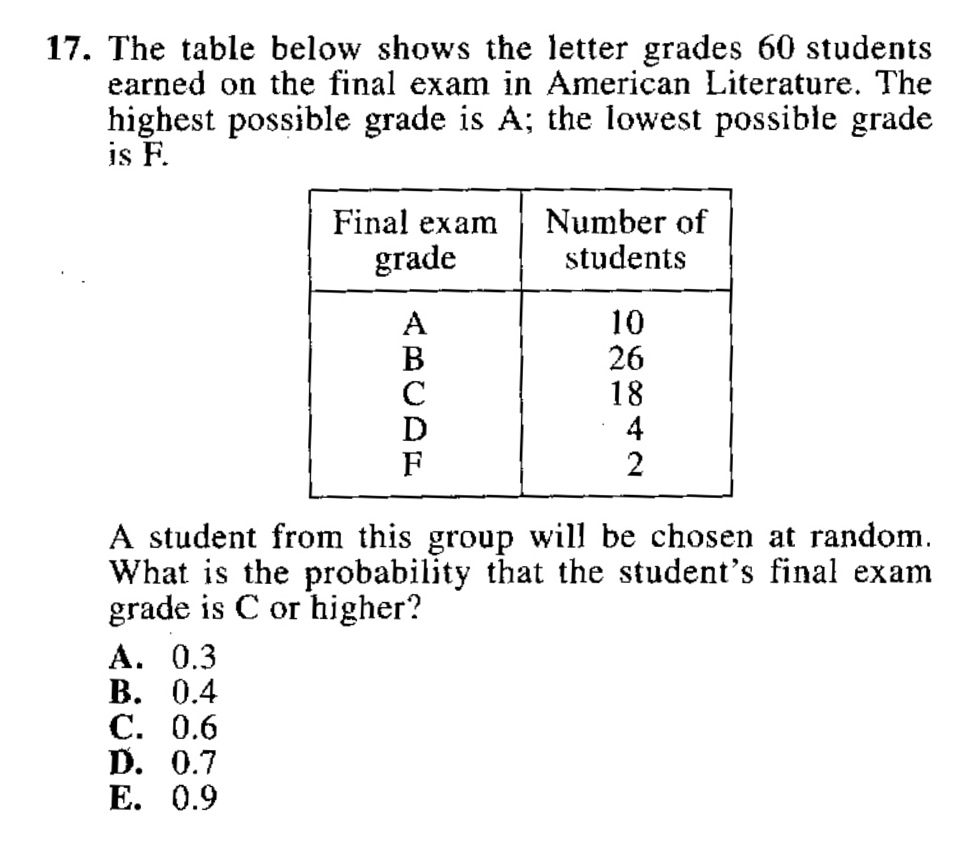 17. The table below shows the letter grades 60 students
earned on the final exam in American Literature. The
highest possible grade is A; the lowest possible grade
is F.
Final exam Number of
grade students
A 10
B 26
C 18
D 4
F 2
A student from this group will be chosen at random.
What is the probability that the student's final exam
grade is C or higher?
A. 0.3
B. 0.4
C. 0.6
D. 0.7
E. 0.9